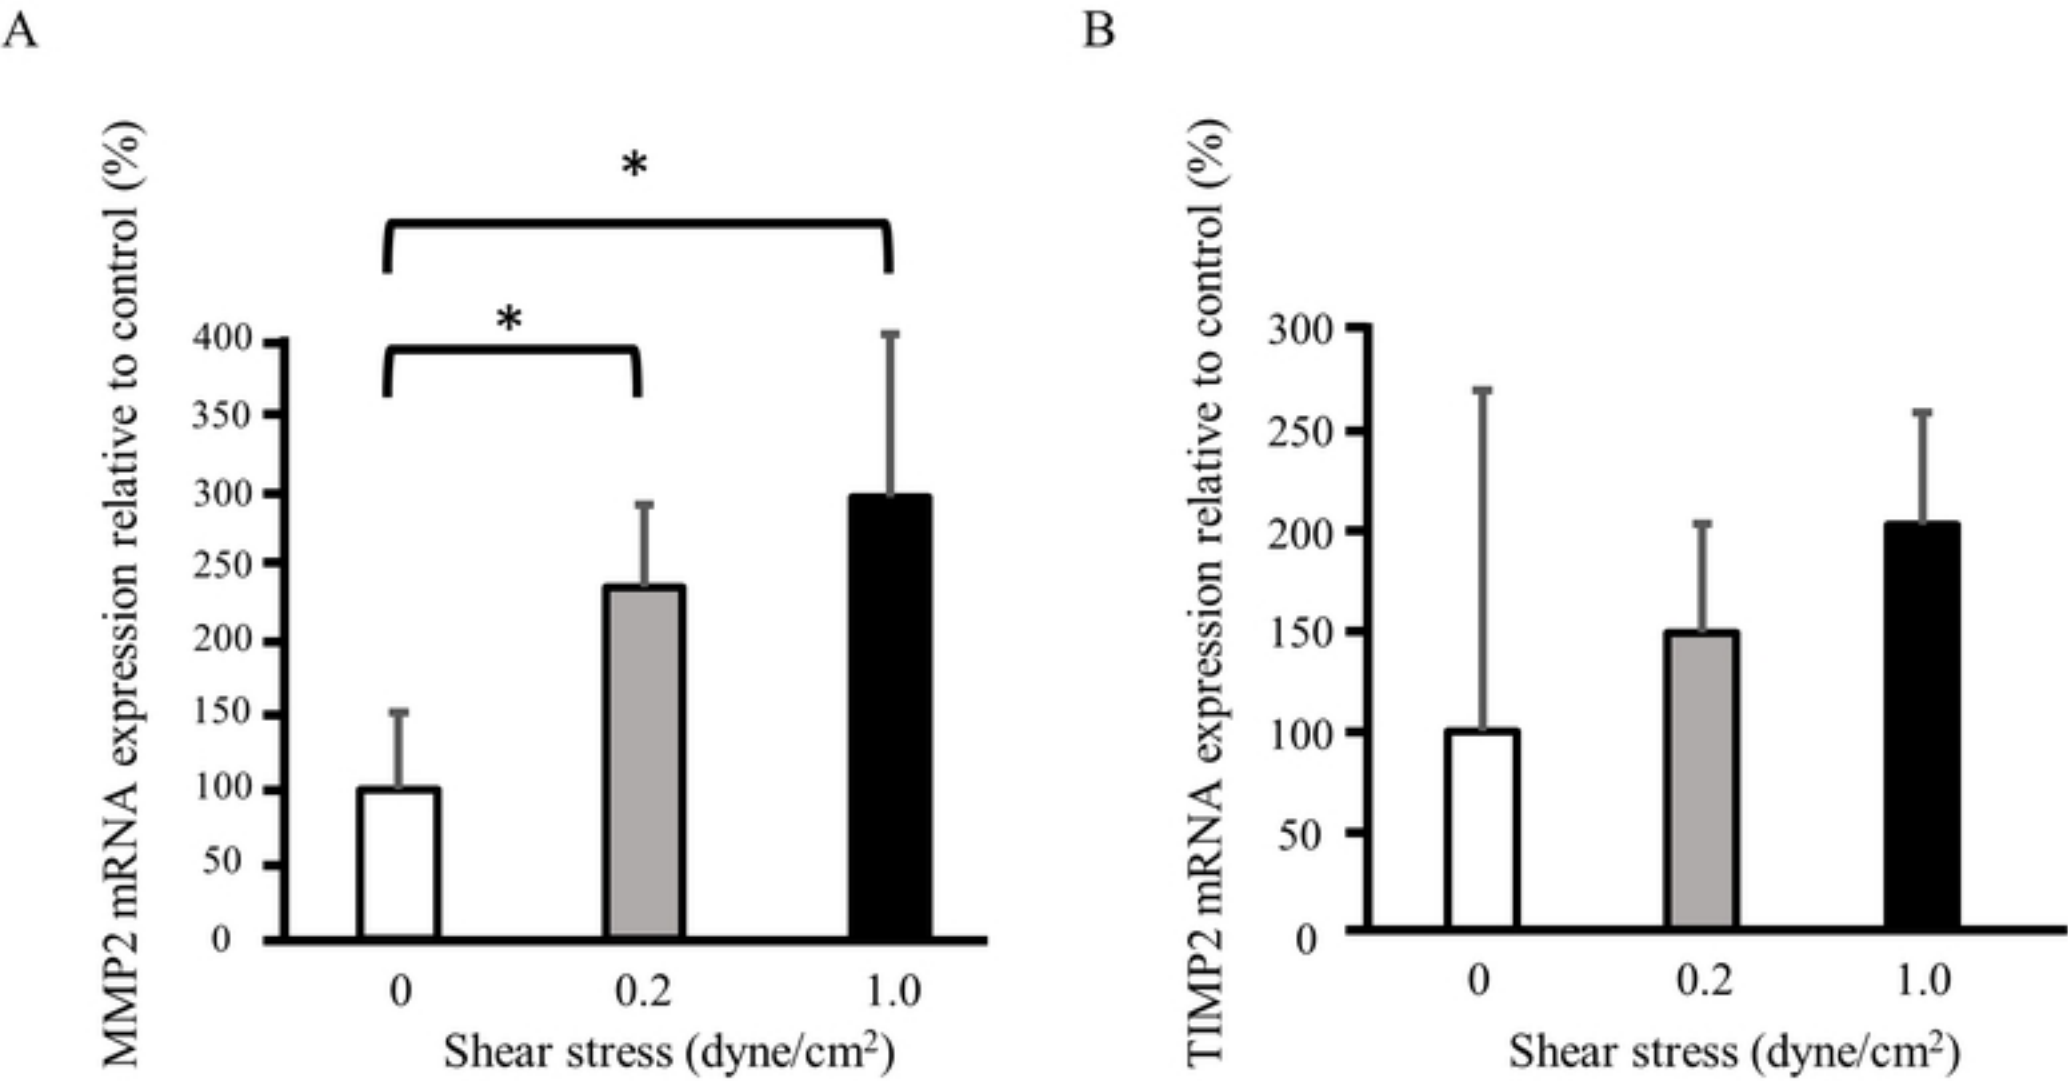 A
MMP2 mRNA expression relative to control (%)
*
*
400
350
300
250
200
150
100
50
0
0 0.2 1.0
Shear stress (dyne/cm²)
B
TIMP2 mRNA expression relative to control (%)
300
250
200
150
100
50
0
0 0.2 1.0
Shear stress (dyne/cm²)